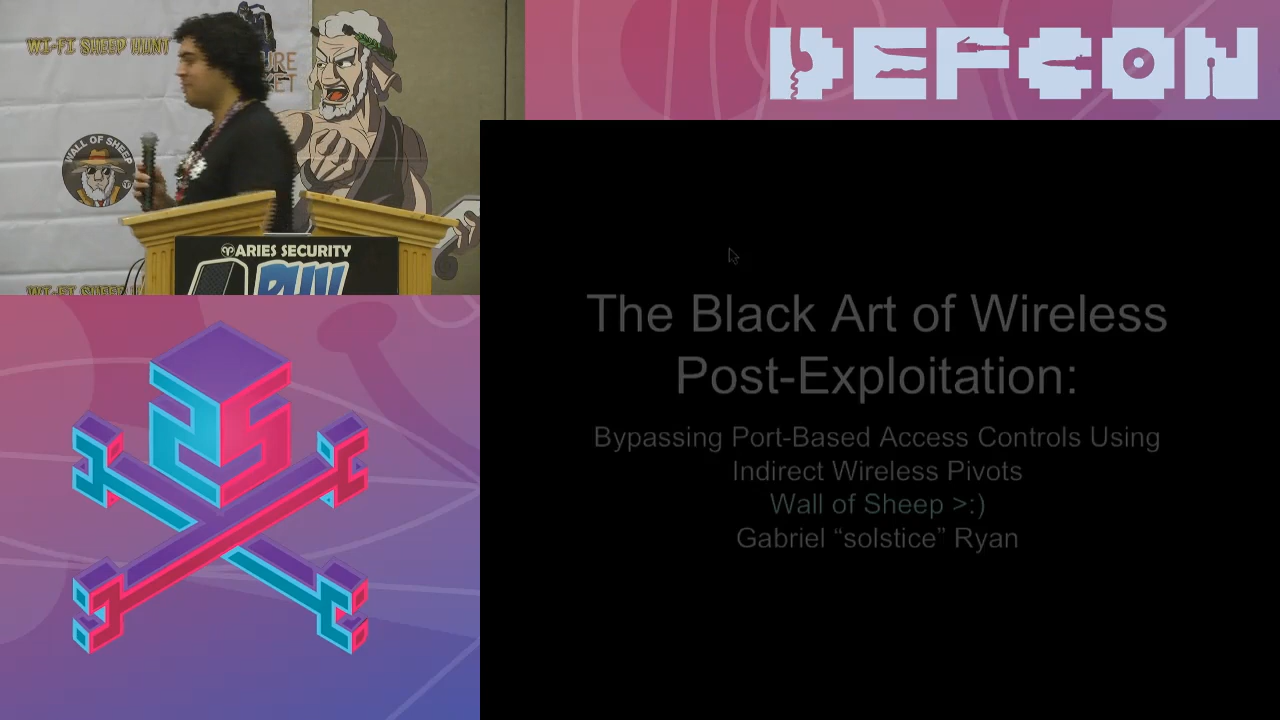 WI-FI SHEEP HUNT
WALL OF SHEEP
ARIES SECURITY
DEFCON
25
The Black Art of Wireless
Post-Exploitation:
Bypassing Port-Based Access Controls Using
Indirect Wireless Pivots
Wall of Sheep >:)
Gabriel “solstice” Ryan